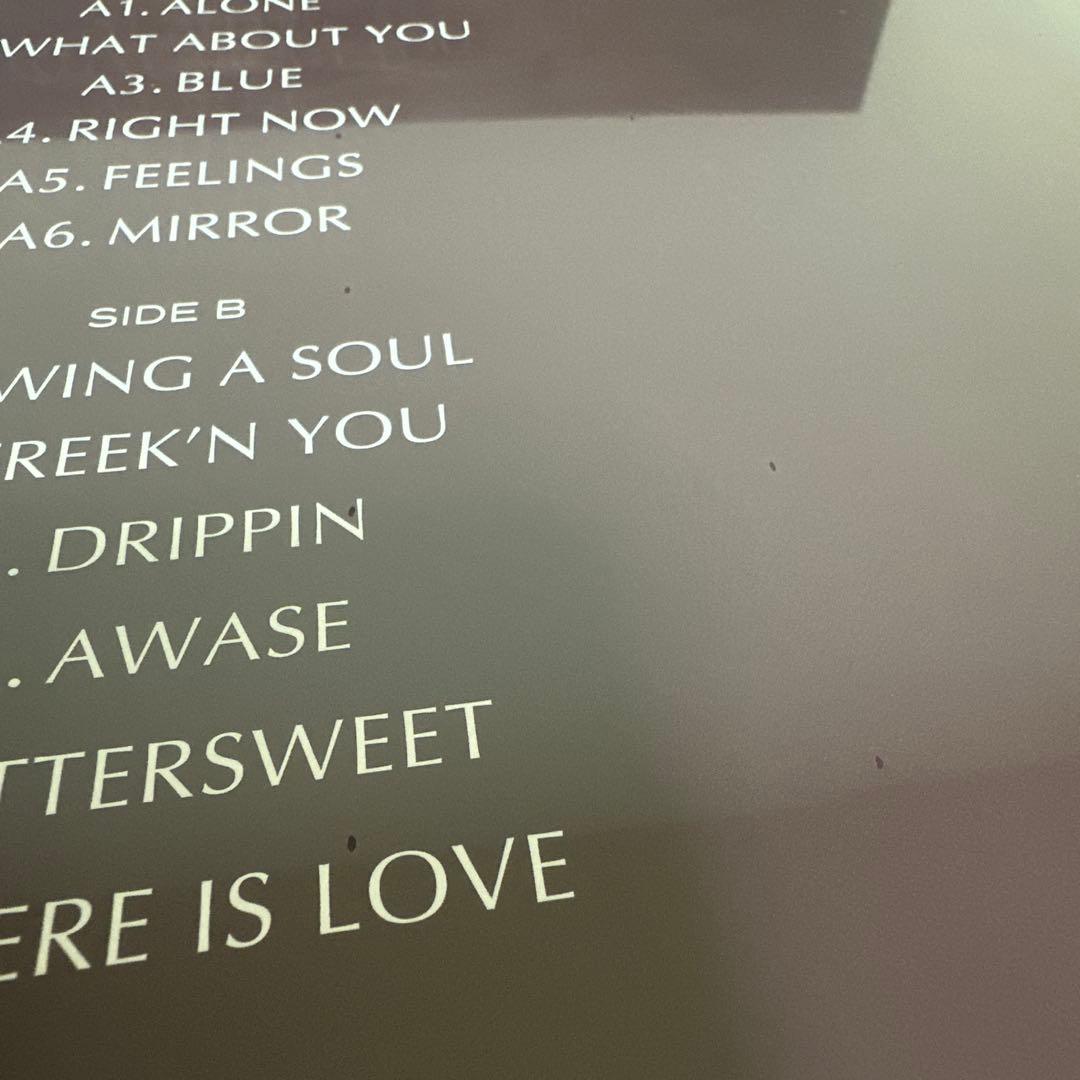 A1. ALONE
WHAT ABOUT YOU
A3. BLUE
4. RIGHT NOW
A5. FEELINGS
A6. MIRROR
SIDE B
WING A SOUL
REEK'N YOU
. DRIPPIN
. AWASE
TTERSWEET
ERE IS LOVE